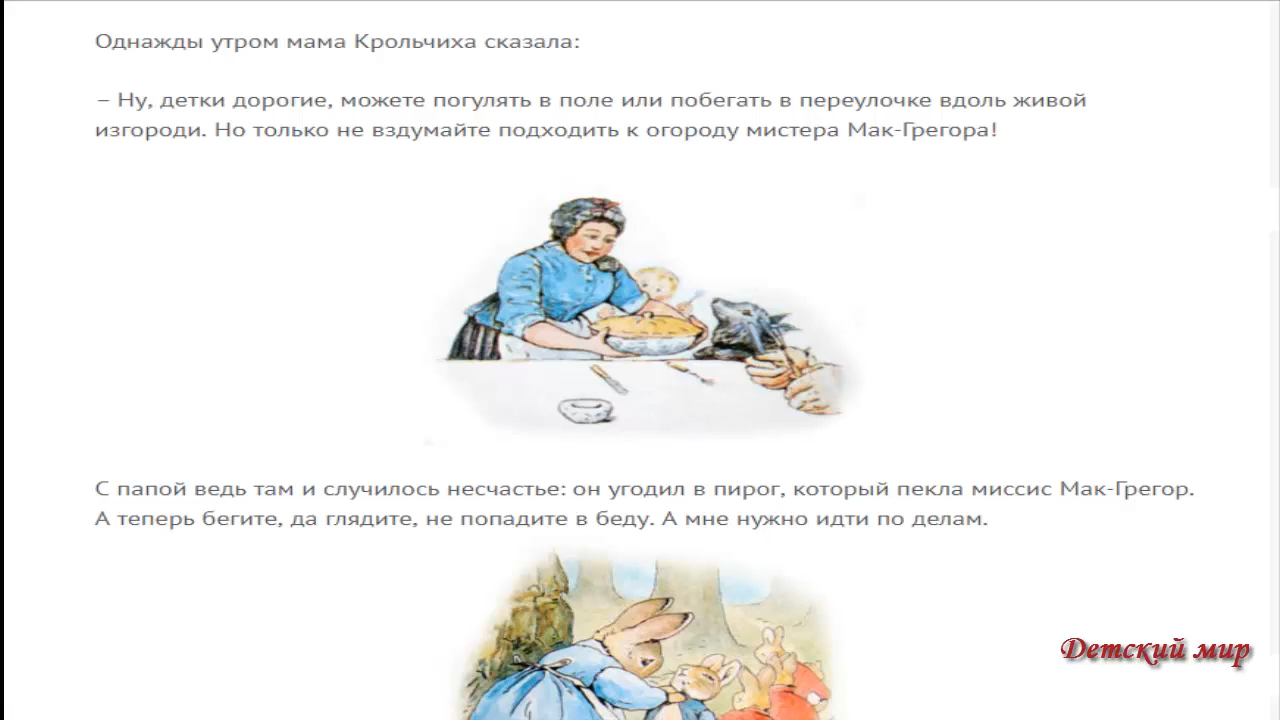 Однажды утром мама Крольчиха сказала:
– Ну, детки дорогие, можете погулять в поле или побегать в переулочке вдоль живой
изгороди. Но только не вздумайте подходить к огороду мистера Мак-Грегора!
С папой ведь там и случилось несчастье: он угодил в пирог, который пекла миссис Мак-Грегор.
А теперь бегите, да глядите, не попадите в беду. А мне нужно идти по делам.
Детский мир